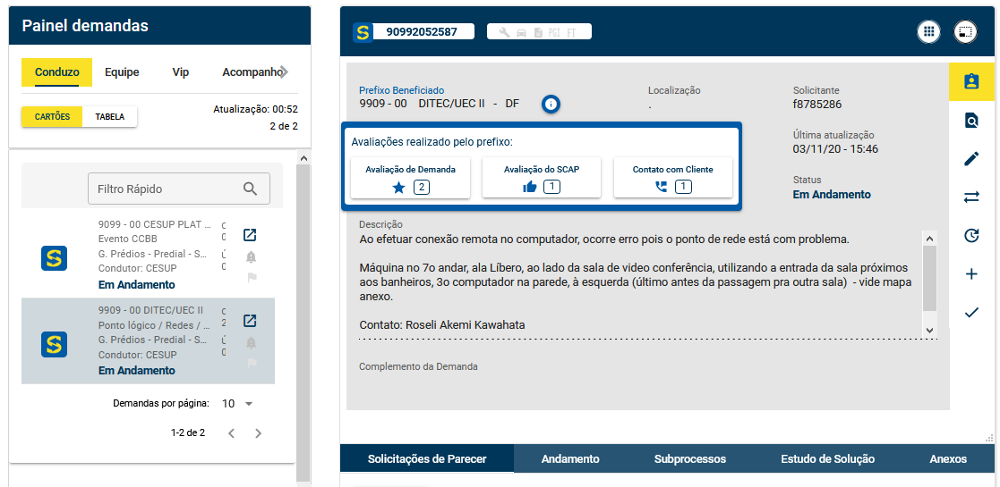 Painel demandas
Conduzo
Equipe
Vip
Acompanho
CARTÕES
TABELA
Atualização: 00:52
2 de 2
Filtro Rápido
9099 - 00 CESUP PLAT ...
Evento CCBB
G. Prédios - Predial - S...
Condutor: CESUP
Em Andamento
9909 - 00 DITEC/UEC II
Ponto lógico / Redes / ...
G. Prédios - Predial - S...
Condutor: CESUP
Em Andamento
Demandas por página:
10
1-2 de 2
90992052587
PGI FT
Prefixo Beneficiado
9909 - 00 DITEC/UEC II - DF
Localização
.
Solicitante
f8785286
Última atualização
03/11/20 - 15:46
Status
Em Andamento
Avaliações realizado pelo prefixo:
Avaliação de Demanda
2
Avaliação do SCAP
1
Contato com Cliente
1
Descrição
Ao efetuar conexão remota no computador, ocorre erro pois o ponto de rede está com problema.
Máquina no 7o andar, ala Líbero, ao lado da sala de video conferência, utilizando a entrada da sala próximos
aos banheiros, 3o computador na parede, à esquerda (último antes da passagem pra outra sala) - vide mapa
anexo.
Contato: Roseli Akemi Kawahata
Complemento da Demanda
Solicitações de Parecer
Andamento
Subprocessos
Estudo de Solução
Anexos